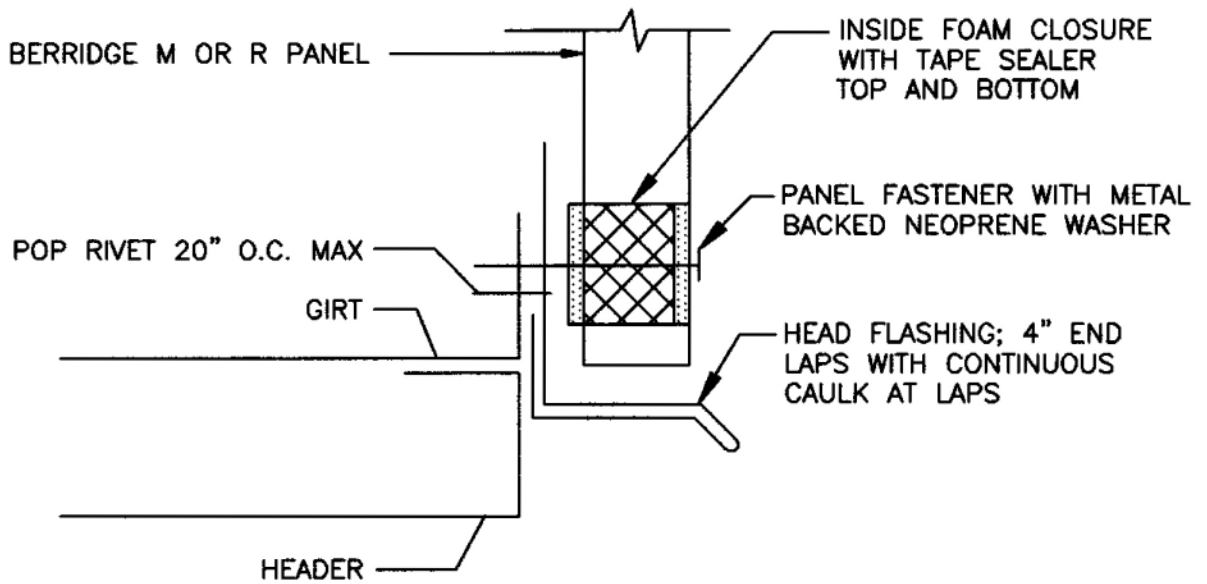 BERRIDGE M OR R PANEL
INSIDE FOAM CLOSURE
WITH TAPE SEALER
TOP AND BOTTOM
PANEL FASTENER WITH METAL
BACKED NEOPRENE WASHER
POP RIVET 20" O.C. MAX
GIRT
HEAD FLASHING; 4" END
LAPS WITH CONTINUOUS
CAULK AT LAPS
HEADER